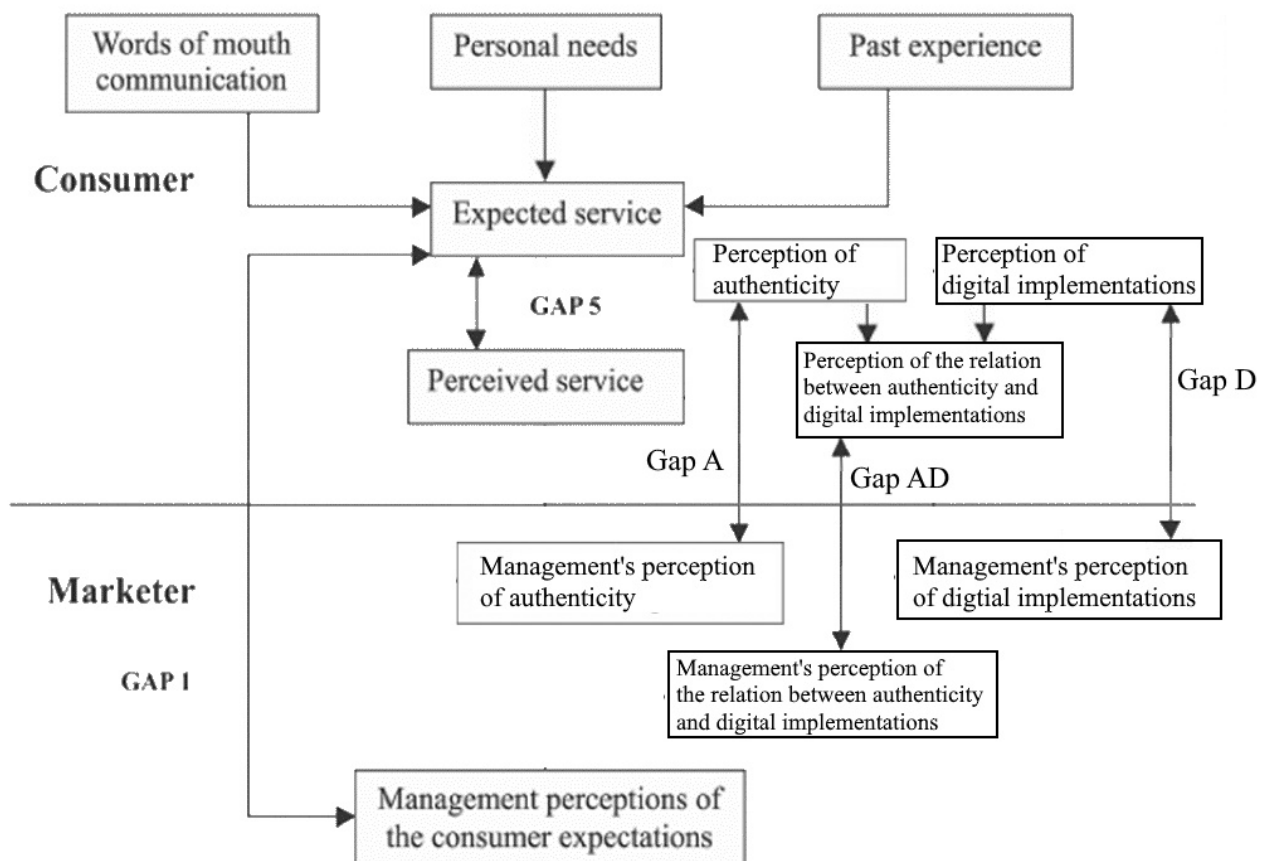 Words of mouth
communication
Personal needs
Past experience
Consumer
Expected service
Perception of
authenticity
Perception of
digital implementations
GAP 5
Perceived service
Perception of the relation
between authenticity and
digital implementations
Gap D
Gap A
Gap AD
Marketer
Management's perception
of authenticity
Management's perception
of digtial implementations
GAP 1
Management's perception of
the relation between authenticity
and digital implementations
Management perceptions of
the consumer expectations